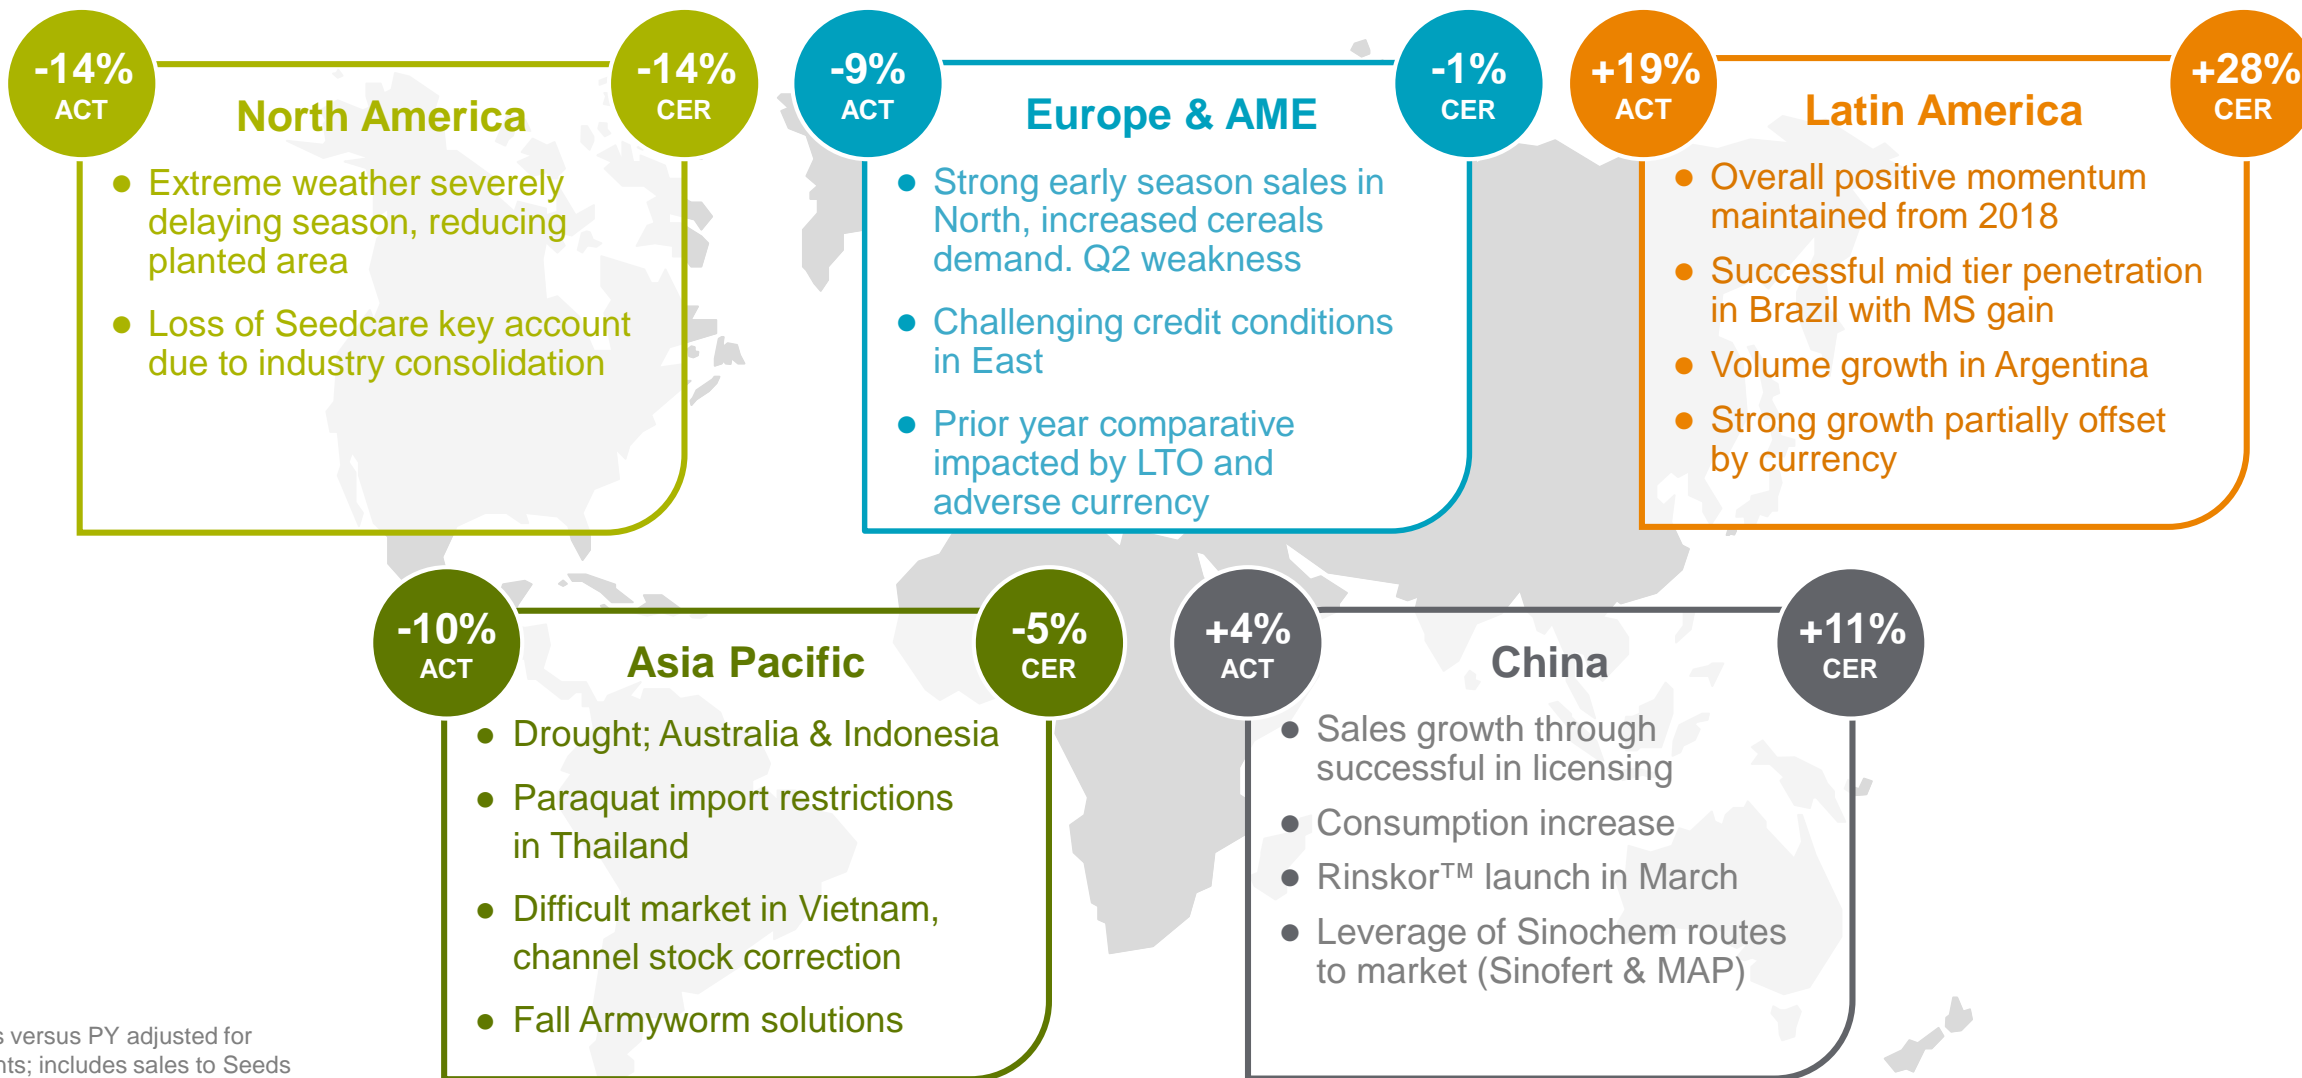 -14%
ACT
North America
-14%
CER
● Extreme weather severely
delaying season, reducing
planted area
● Loss of Seedcare key account
due to industry consolidation
-9%
ACT
Europe & AME
-1%
CER
● Strong early season sales in
North, increased cereals
demand. Q2 weakness
● Challenging credit conditions
in East
● Prior year comparative
impacted by LTO and
adverse currency
+19%
ACT
Latin America
+28%
CER
● Overall positive momentum
maintained from 2018
● Successful mid tier penetration
in Brazil with MS gain
● Volume growth in Argentina
● Strong growth partially offset
by currency
-10%
ACT
Asia Pacific
-5%
CER
● Drought; Australia & Indonesia
● Paraquat import restrictions
in Thailand
● Difficult market in Vietnam,
channel stock correction
● Fall Armyworm solutions
+4%
ACT
China
+11%
CER
● Sales growth through
successful in licensing
● Consumption increase
● Rinskor™ launch in March
● Leverage of Sinochem routes
to market (Sinofert & MAP)
versus PY adjusted for
includes sales to Seeds